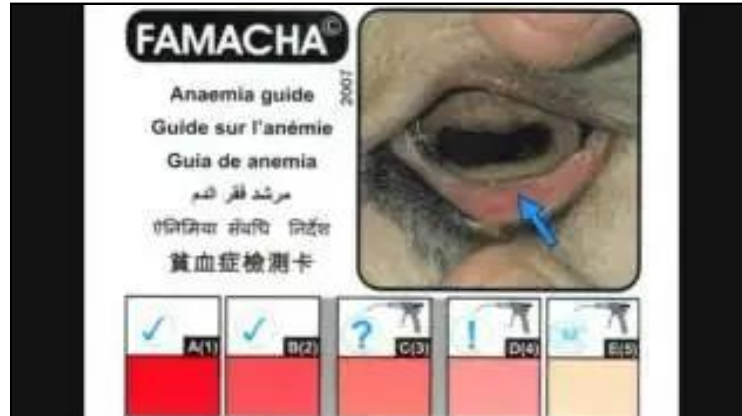 FAMACHA©
2007
Anaemia guide
Guide sur l'anémie
Guia de anemia
مرشد فقر الدم
ऐनिमिया संबंधि निर्देश
貧血症檢測卡
✓ ✓ ? !
A(1) B(2) C(3) D(4) E(5)